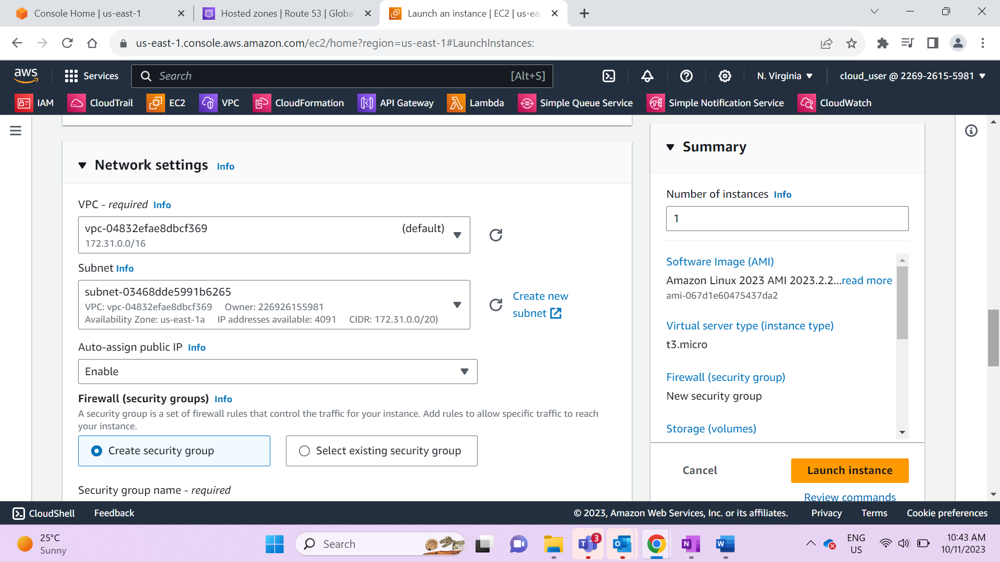 Console Home | us-east-1
Hosted zones | Route 53 | Global
Launch an instance | EC2 | us-eas
us-east-1.console.aws.amazon.com/ec2/home?region=us-east-1#LaunchInstances:
aws
Services
Search
[Alt+S]
N. Virginia
cloud_user @ 2269-2615-5981
IAM
CloudTrail
EC2
VPC
CloudFormation
API Gateway
Lambda
Simple Queue Service
Simple Notification Service
CloudWatch
Network settings Info
VPC - required Info
vpc-04832efae8dbcf369 (default)
172.31.0.0/16
Subnet Info
subnet-03468dde5991b6265
VPC: vpc-04832efae8dbcf369 Owner: 226926155981
Availability Zone: us-east-1a IP addresses available: 4091 CIDR: 172.31.0.0/20)
Create new
subnet
Auto-assign public IP Info
Enable
Firewall (security groups) Info
A security group is a set of firewall rules that control the traffic for your instance. Add rules to allow specific traffic to reach
your instance.
Create security group
Select existing security group
Security group name - required
Summary
Number of instances Info
1
Software Image (AMI)
Amazon Linux 2023 AMI 2023.2.2...read more
ami-067d1e60475437da2
Virtual server type (instance type)
t3.micro
Firewall (security group)
New security group
Storage (volumes)
Cancel
Launch instance
Review commands
CloudShell
Feedback
© 2023, Amazon Web Services, Inc. or its affiliates.
Privacy
Terms
Cookie preferences
25°C
Sunny
Search
3
ENG
US
10:43 AM
10/11/2023